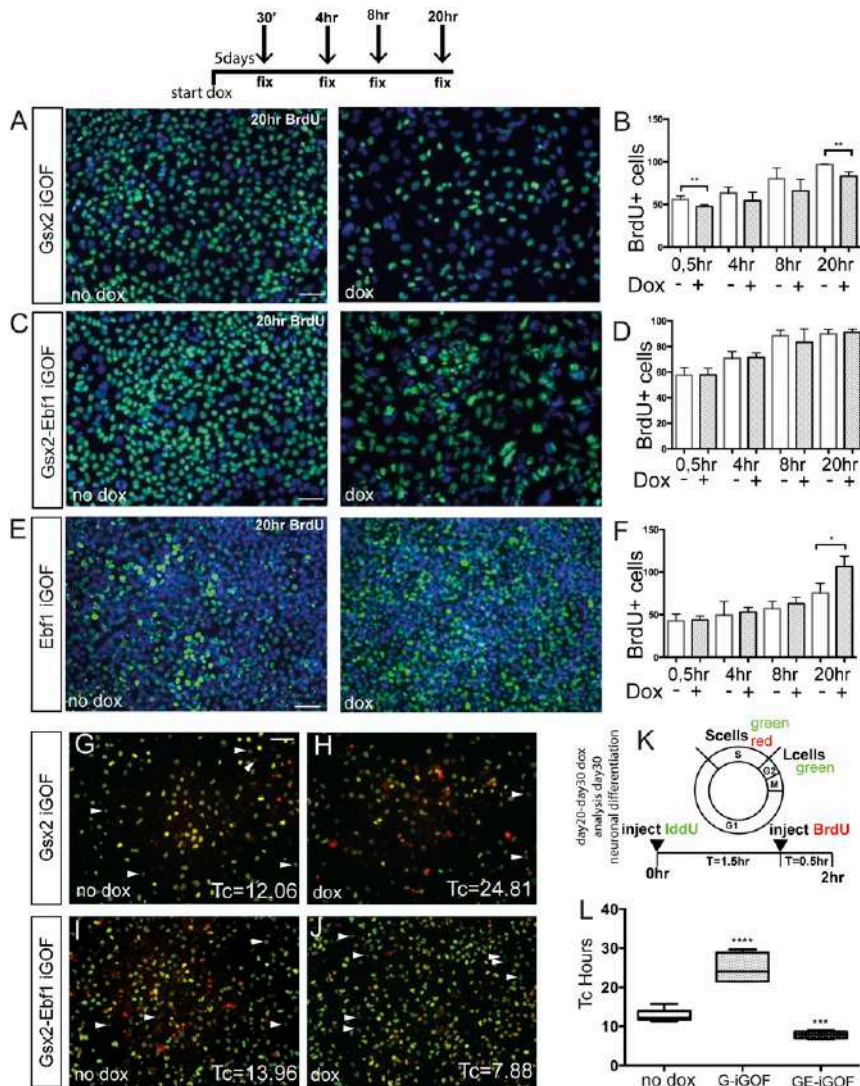 30' 4hr 8hr 20hr
5days
fix fix fix fix
start dox
A
Gsx2 iGOF
20hr BrdU
no dox
dox
B
BrdU+ cells
150
100
50
0
** **
0,5hr 4hr 8hr 20hr
Dox - + - + - + - +
C
Gsx2-Ebf1 iGOF
20hr BrdU
no dox
dox
D
BrdU+ cells
100
80
60
40
20
0
0,5hr 4hr 8hr 20hr
Dox - + - + - + - +
E
Ebf1 iGOF
20hr BrdU
no dox
dox
F
BrdU+ cells
150
100
50
0
*
0,5hr 4hr 8hr 20hr
Dox - + - + - + - +
G
Gsx2 iGOF
no dox
Tc=12.06
H
dox
Tc=24.81
day20-day30 dox
analysis day30
neuronal differentiation
K
green
Scells red
Lcells
green
S
G2
M
G1
inject IddU
inject BrdU
T=1.5hr
T=0.5hr
0hr
2hr
I
Gsx2-Ebf1 iGOF
no dox
Tc=13.96
J
dox
Tc=7.88
L
Tc Hours
40
30
20
10
0
****
***
no dox G-iGOF GE-iGOF